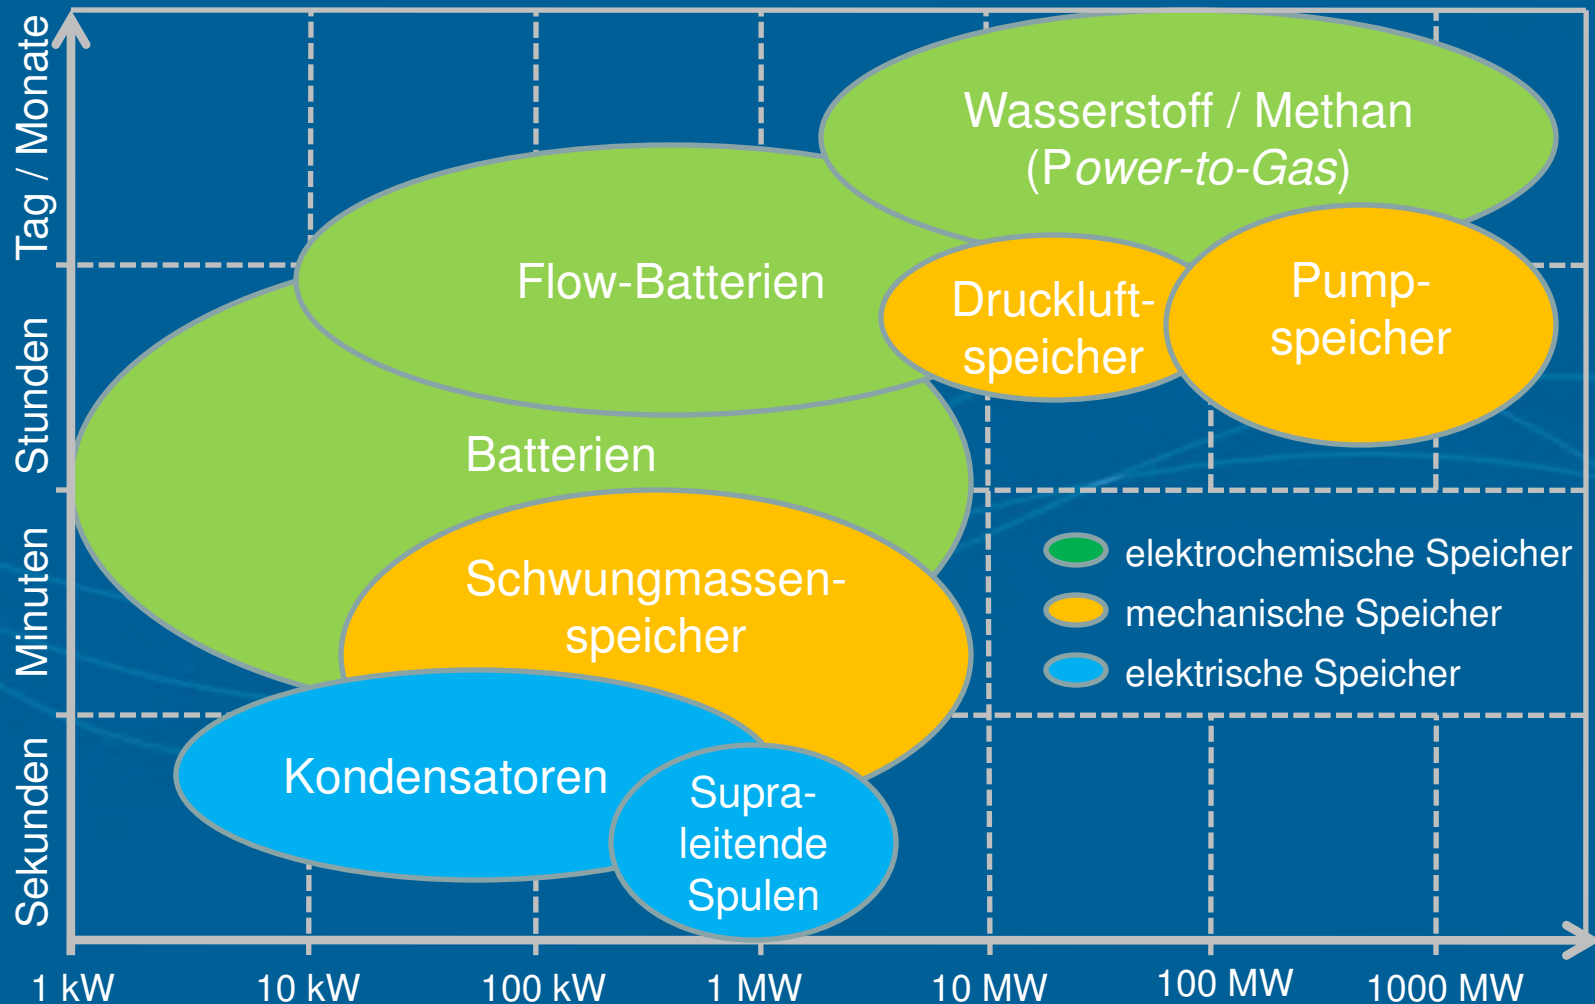 Tag / Monate
Stunden
Minuten
Sekunden
Wasserstoff / Methan
(Power-to-Gas)
Flow-Batterien
Druckluft-
speicher
Pump-
speicher
Batterien
Schwungmassen-
speicher
Kondensatoren
Supra-
leitende
Spulen
elektrochemische Speicher
mechanische Speicher
elektrische Speicher
1 kW
10 kW
100 kW
1 MW
10 MW
100 MW
1000 MW